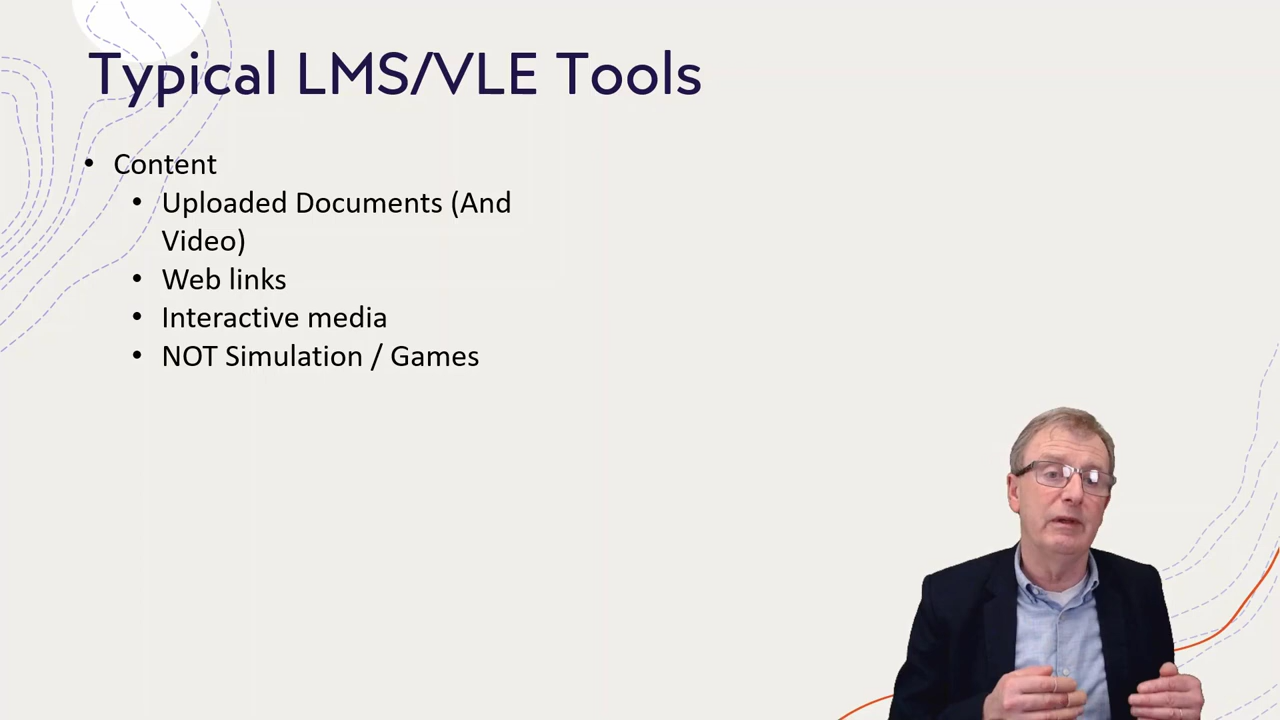 Typical LMS/VLE Tools
• Content
• Uploaded Documents (And
Video)
• Web links
• Interactive media
• NOT Simulation / Games